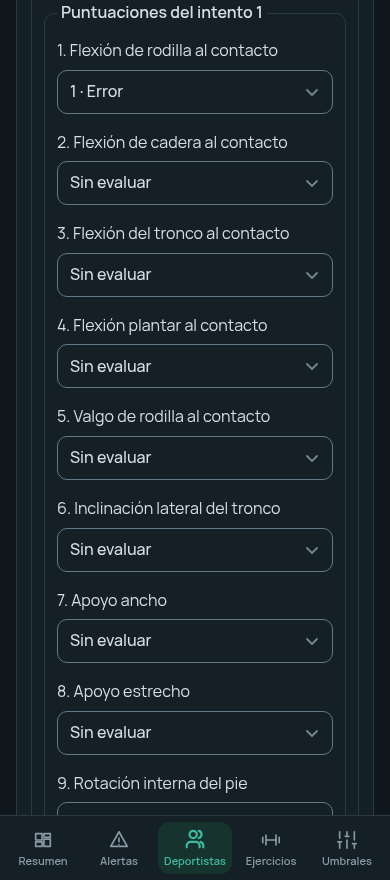 Puntuaciones del intento 1
1. Flexión de rodilla al contacto
1 · Error
2. Flexión de cadera al contacto
Sin evaluar
3. Flexión del tronco al contacto
Sin evaluar
4. Flexión plantar al contacto
Sin evaluar
5. Valgo de rodilla al contacto
Sin evaluar
6. Inclinación lateral del tronco
Sin evaluar
7. Apoyo ancho
Sin evaluar
8. Apoyo estrecho
Sin evaluar
9. Rotación interna del pie
Resumen Alertas Deportistas Ejercicios Umbrales